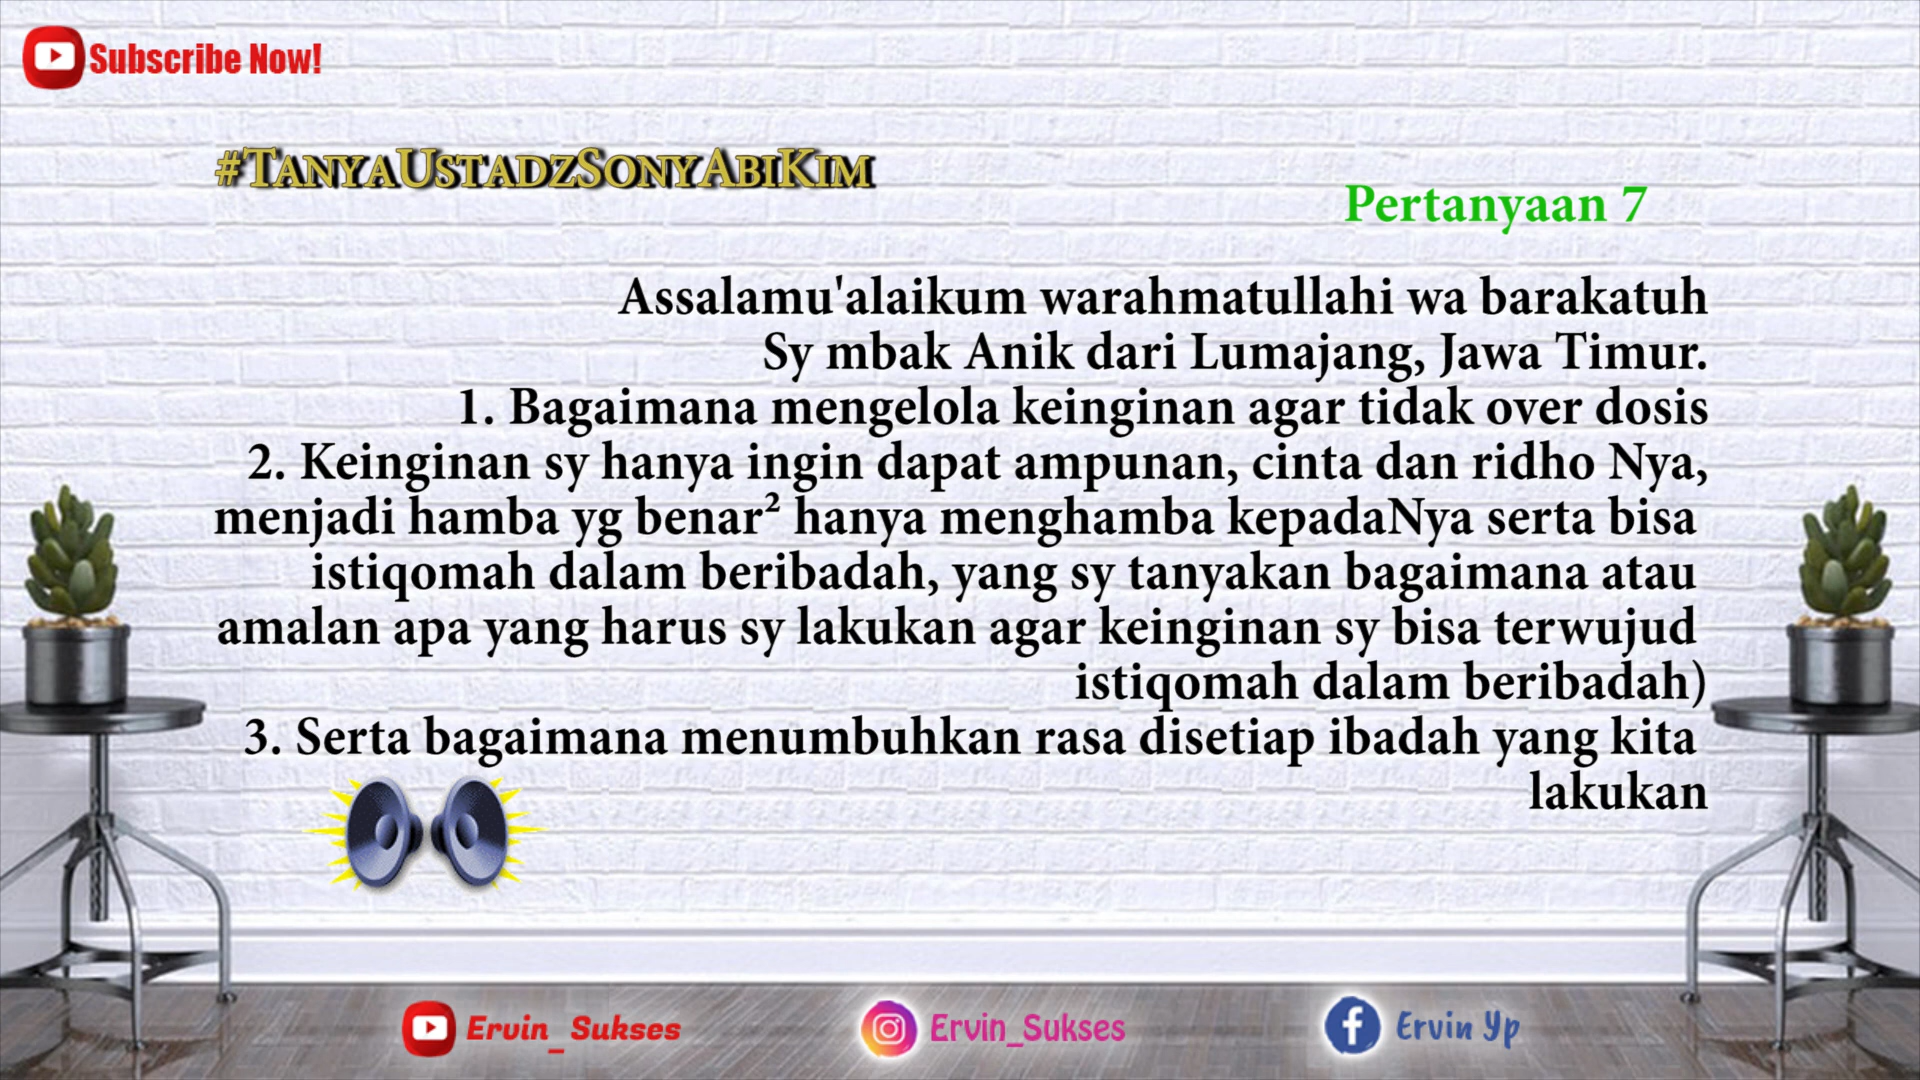 Subscribe Now!
#TanyaUstadzSonyAbiKim
Pertanyaan 7
Assalamu'alaikum warahmatullahi wa barakatuh
Sy mbak Anik dari Lumajang, Jawa Timur.
1. Bagaimana mengelola keinginan agar tidak over dosis
2. Keinginan sy hanya ingin dapat ampunan, cinta dan ridho Nya,
menjadi hamba yg benar² hanya menghamba kepadaNya serta bisa
istiqomah dalam beribadah, yang sy tanyakan bagaimana atau
amalan apa yang harus sy lakukan agar keinginan sy bisa terwujud
istiqomah dalam beribadah)
3. Serta bagaimana menumbuhkan rasa disetiap ibadah yang kita
lakukan
Ervin_ Sukses
Ervin_Sukses
Ervin Yp